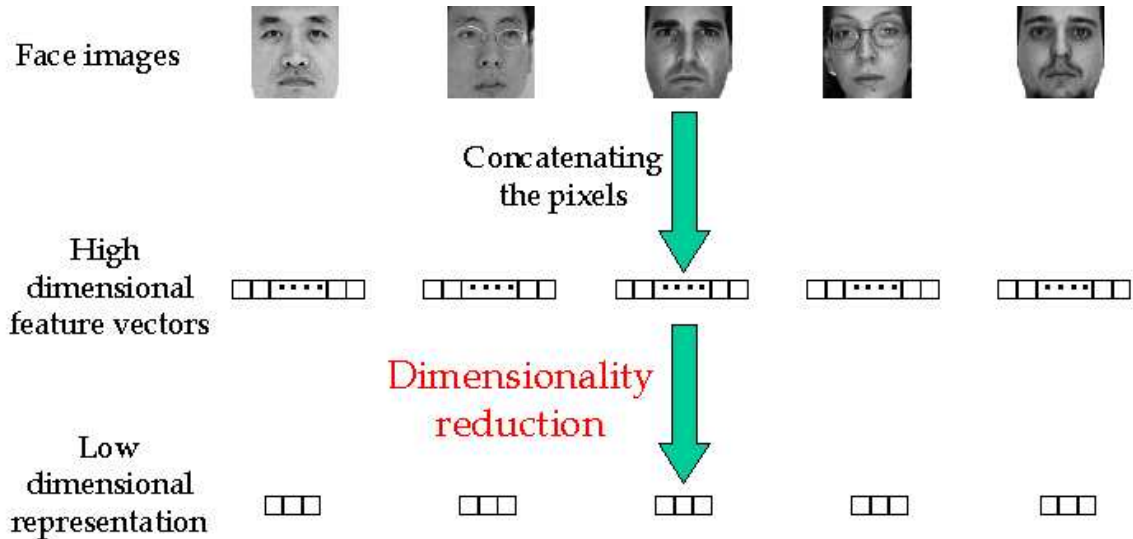 Face images
Concatenating
the pixels
High
dimensional
feature vectors
Dimensionality
reduction
Low
dimensional
representation